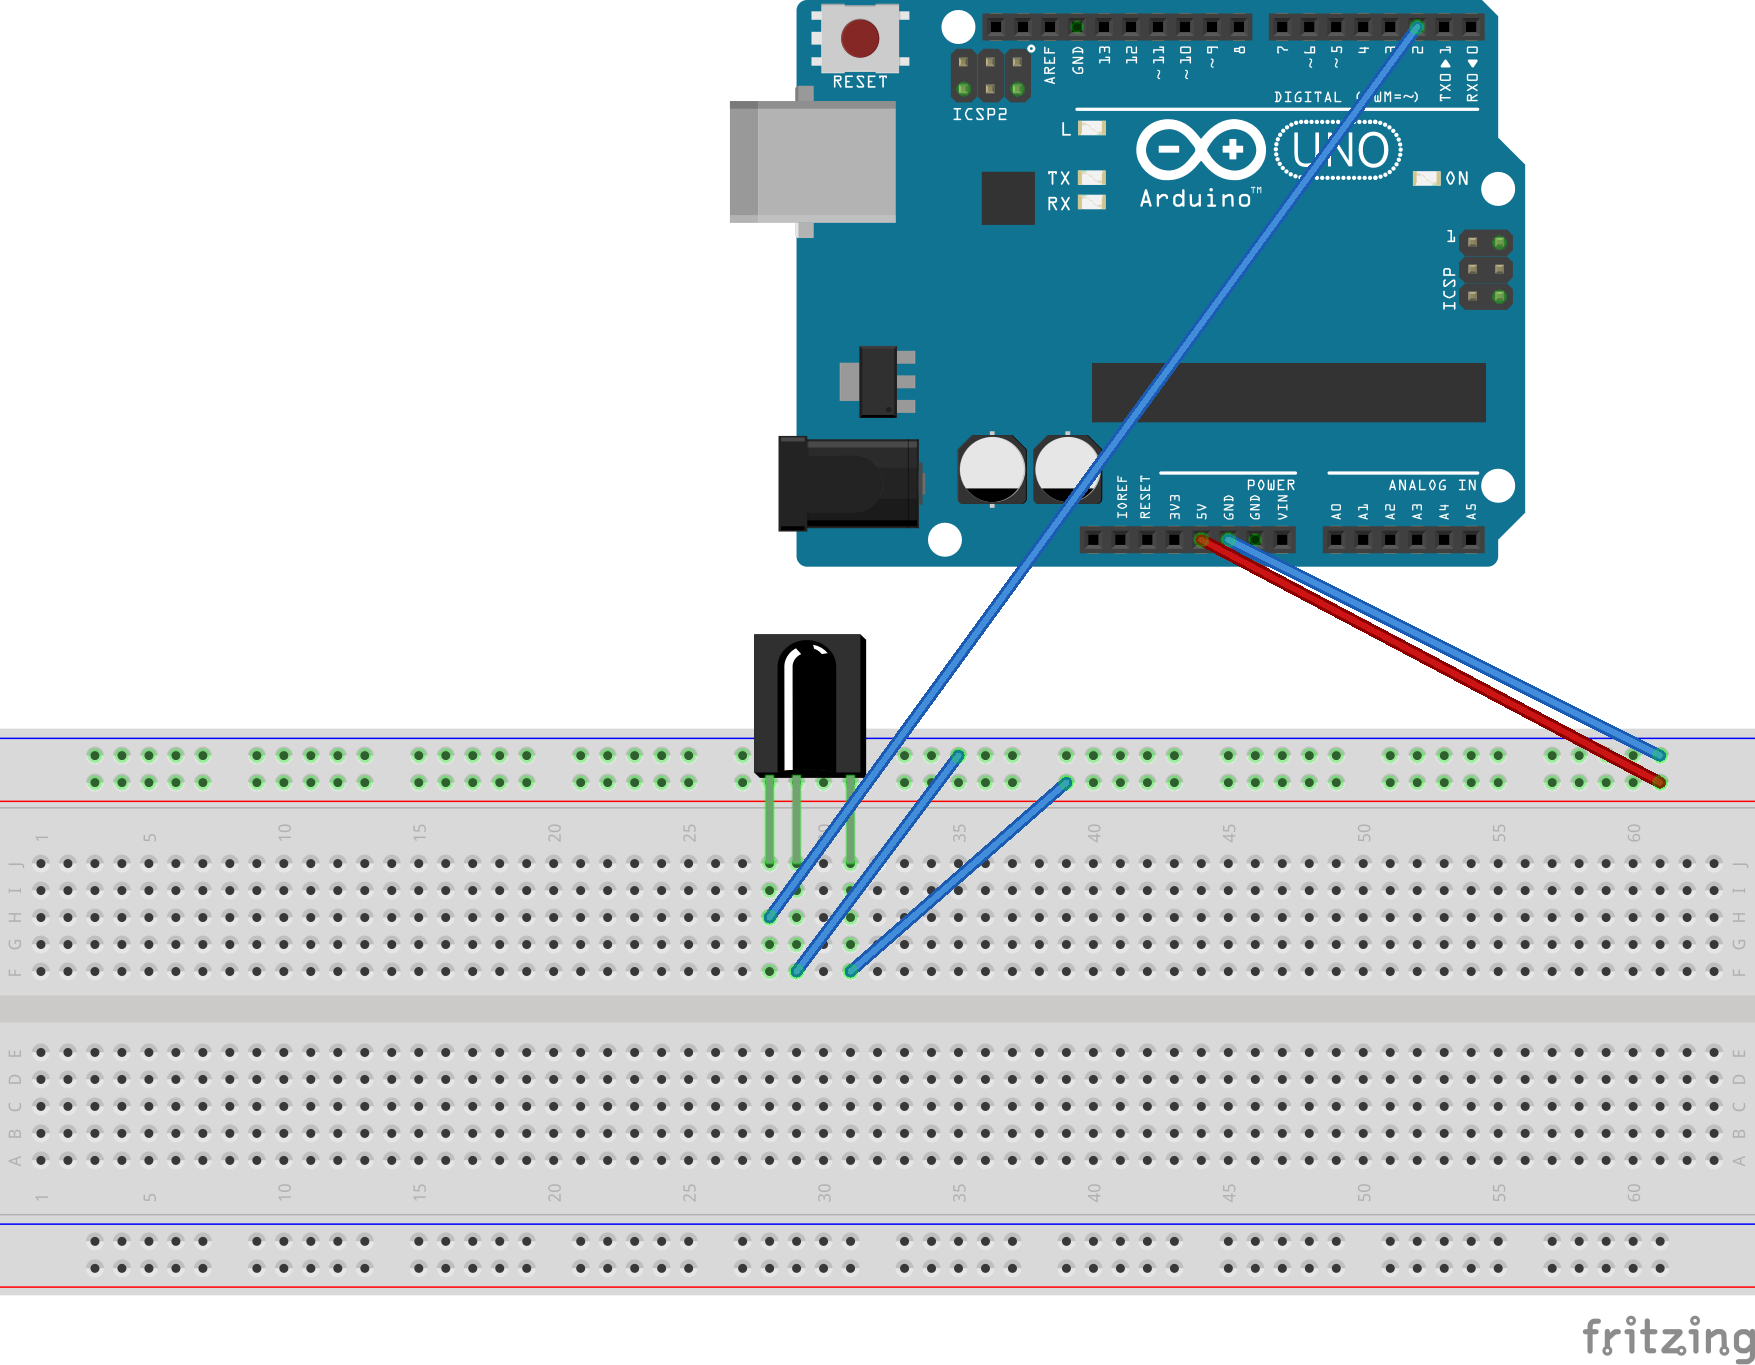 RESET
AREF
GND
13
12
~11
~10
~9
8
7
~6
~5
4
3
2
TX0▶1
RX0◀0
ICSP2
DIGITAL (PWM=~)
L
TX
RX
UNO
ON
Arduino™
1
ICSP
POWER
ANALOG IN
IOREF
RESET
3V3
5V
GND
GND
VIN
A0
A1
A2
A3
A4
A5
1 5 10 15 20 25 30 35 40 45 50 55 60
J J
I I
H H
G G
F F
E E
D D
C C
B B
A A
1 5 10 15 20 25 30 35 40 45 50 55 60
fritzing